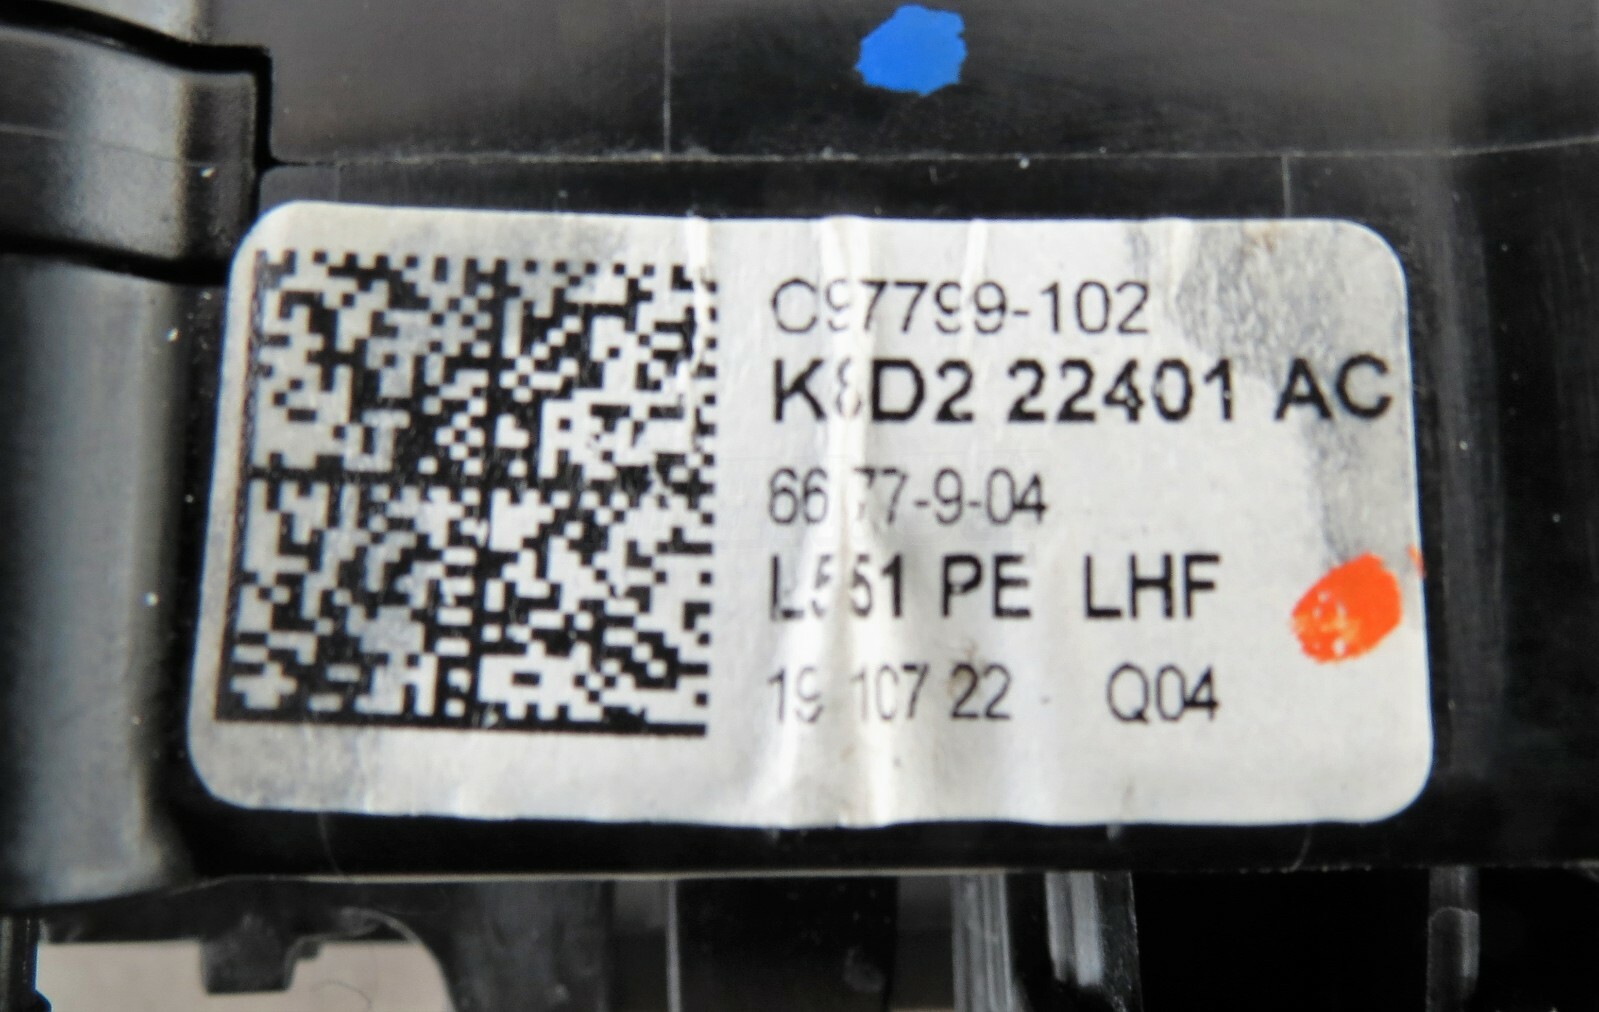 C97799-102
K8D2 22401 AC
6677-9-04
L551 PE LHF
19 107 22 Q04